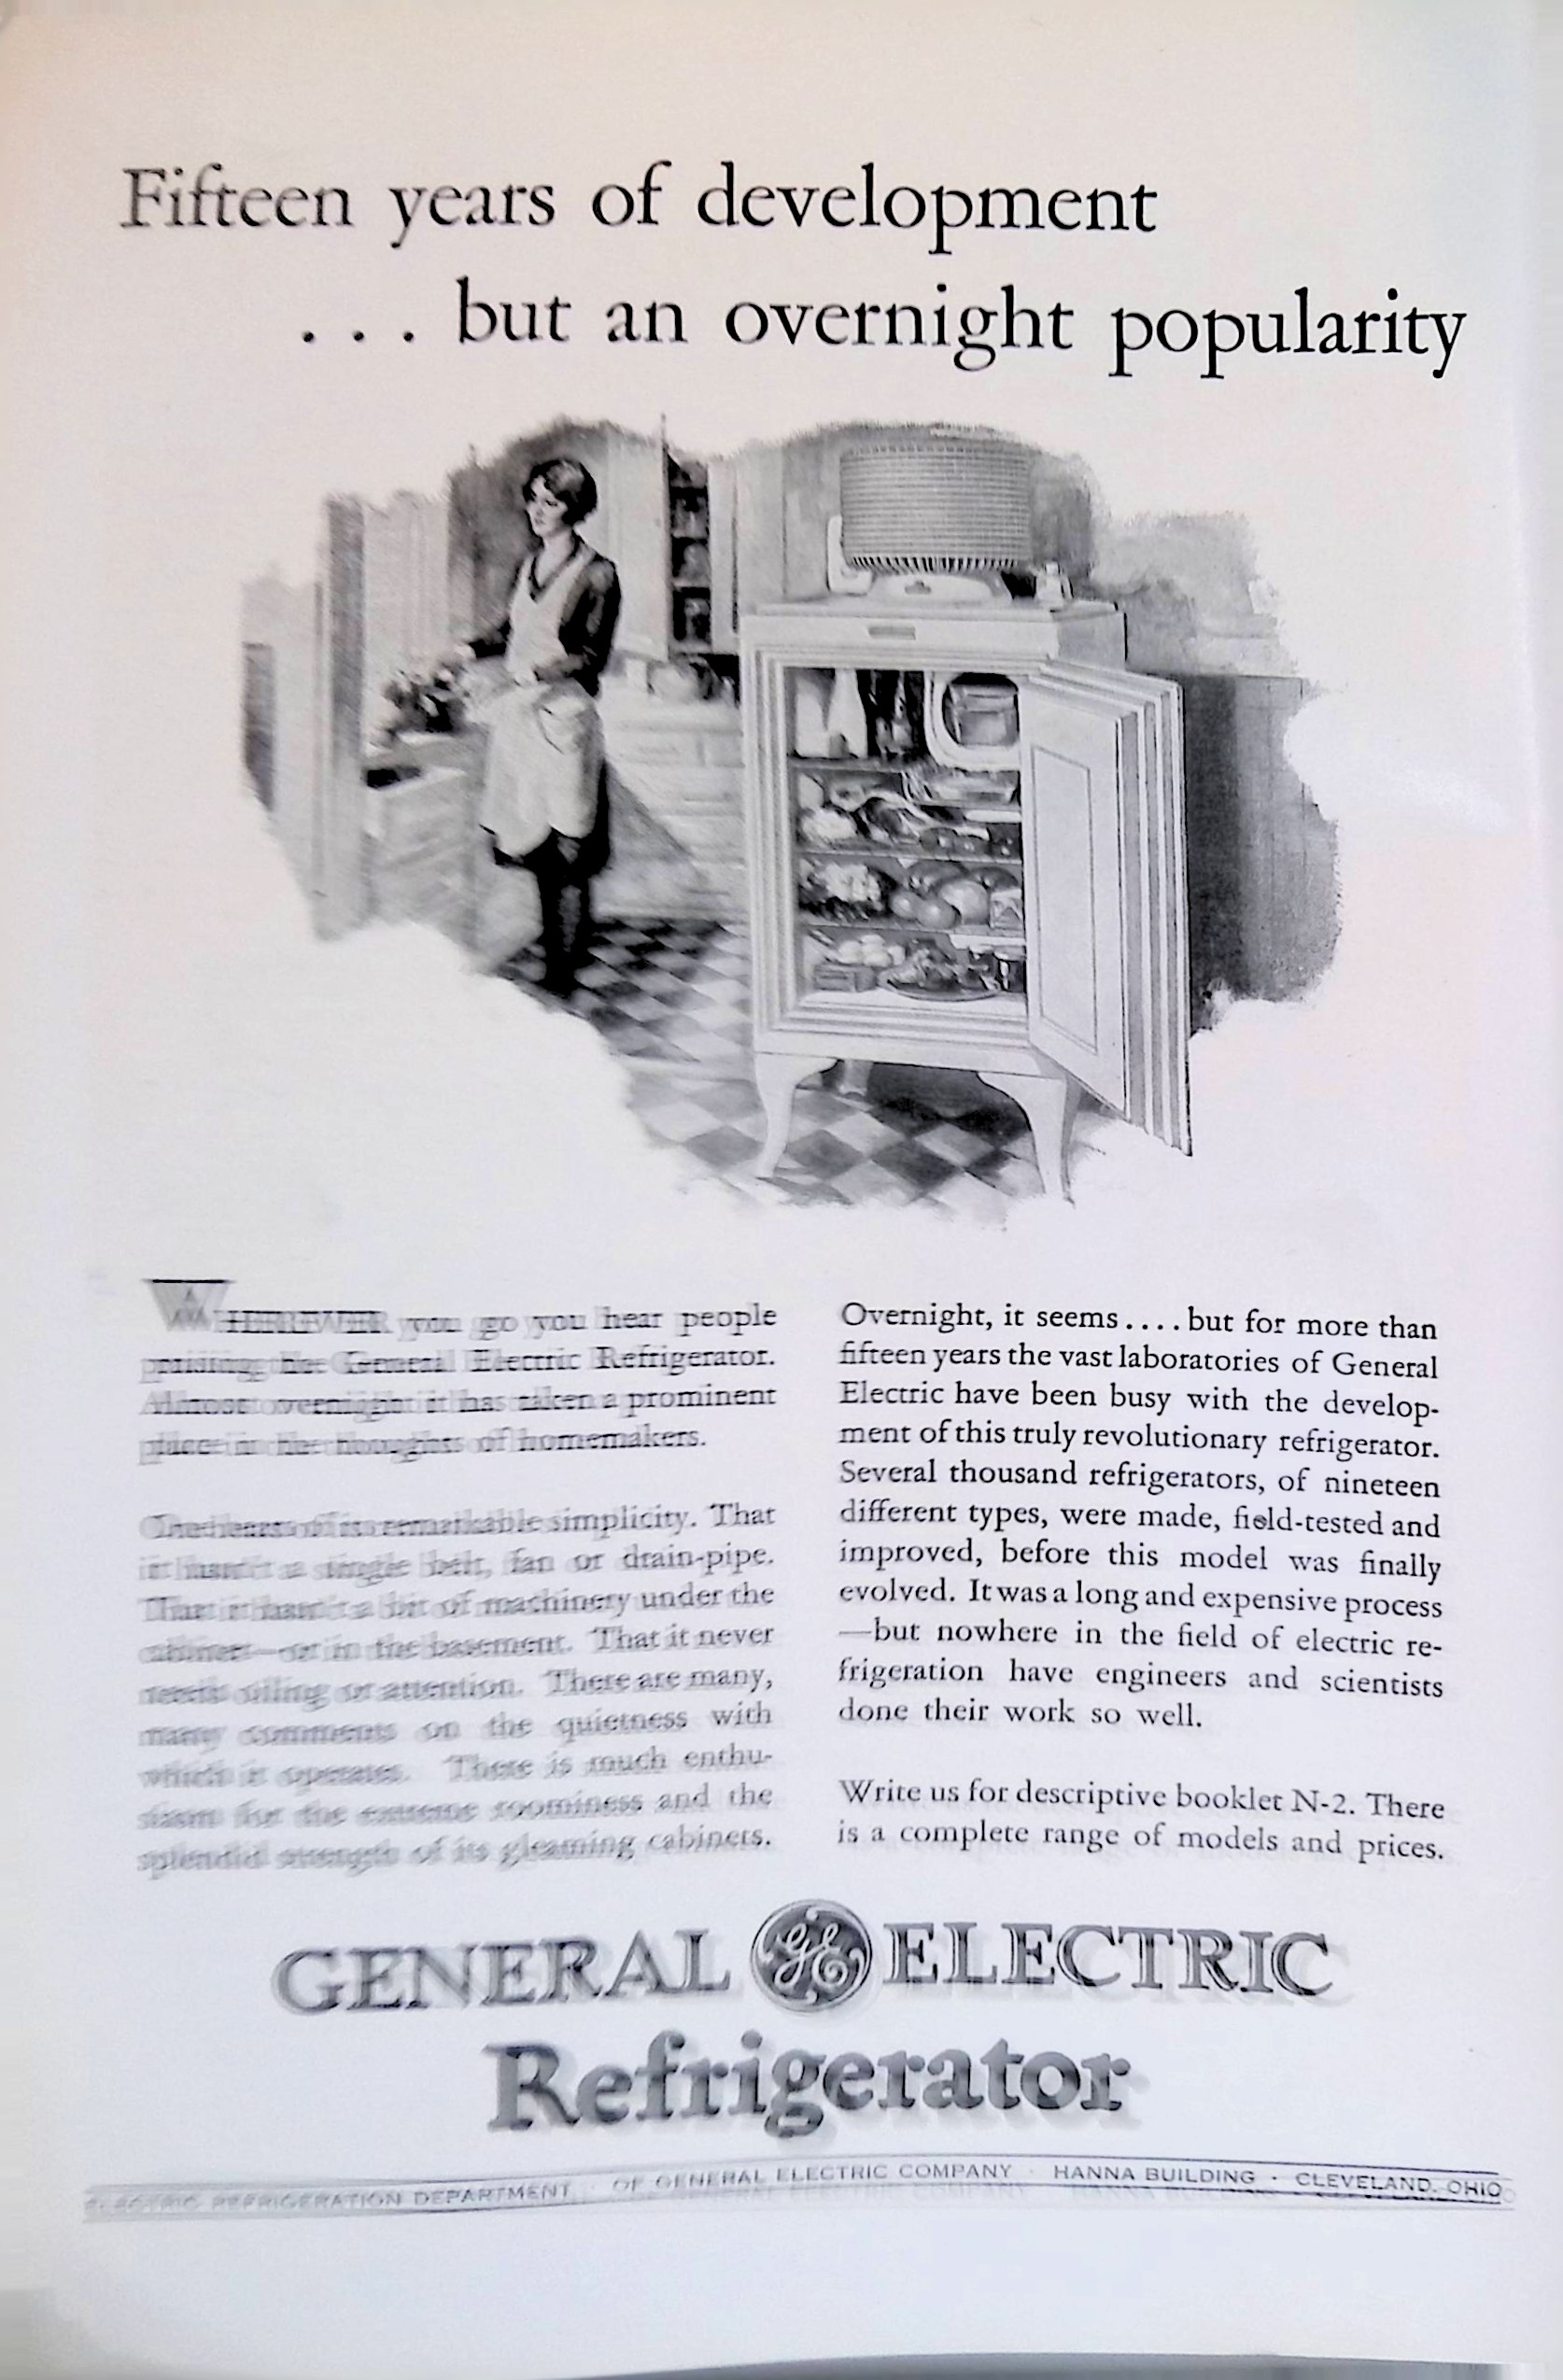 Fifteen years of development
. . . but an overnight popularity
WHEREVER you go you hear people
praising the General Electric Refrigerator.
Almost overnight it has taken a prominent
place in the thoughts of homemakers.
One hears of its remarkable simplicity. That
it hasn't a single belt, fan or drain-pipe.
That it hasn't a bit of machinery under the
cabinet—or in the basement. That it never
needs oiling or attention. There are many,
many comments on the quietness with
which it operates. There is much enthu-
siasm for the extreme roominess and the
splendid strength of its gleaming cabinets.
Overnight, it seems . . . . but for more than
fifteen years the vast laboratories of General
Electric have been busy with the develop-
ment of this truly revolutionary refrigerator.
Several thousand refrigerators, of nineteen
different types, were made, field-tested and
improved, before this model was finally
evolved. It was a long and expensive process
—but nowhere in the field of electric re-
frigeration have engineers and scientists
done their work so well.
Write us for descriptive booklet N-2. There
is a complete range of models and prices.
GENERAL GE ELECTRIC
Refrigerator
ELECTRIC REFRIGERATION DEPARTMENT · OF GENERAL ELECTRIC COMPANY · HANNA BUILDING · CLEVELAND, OHIO